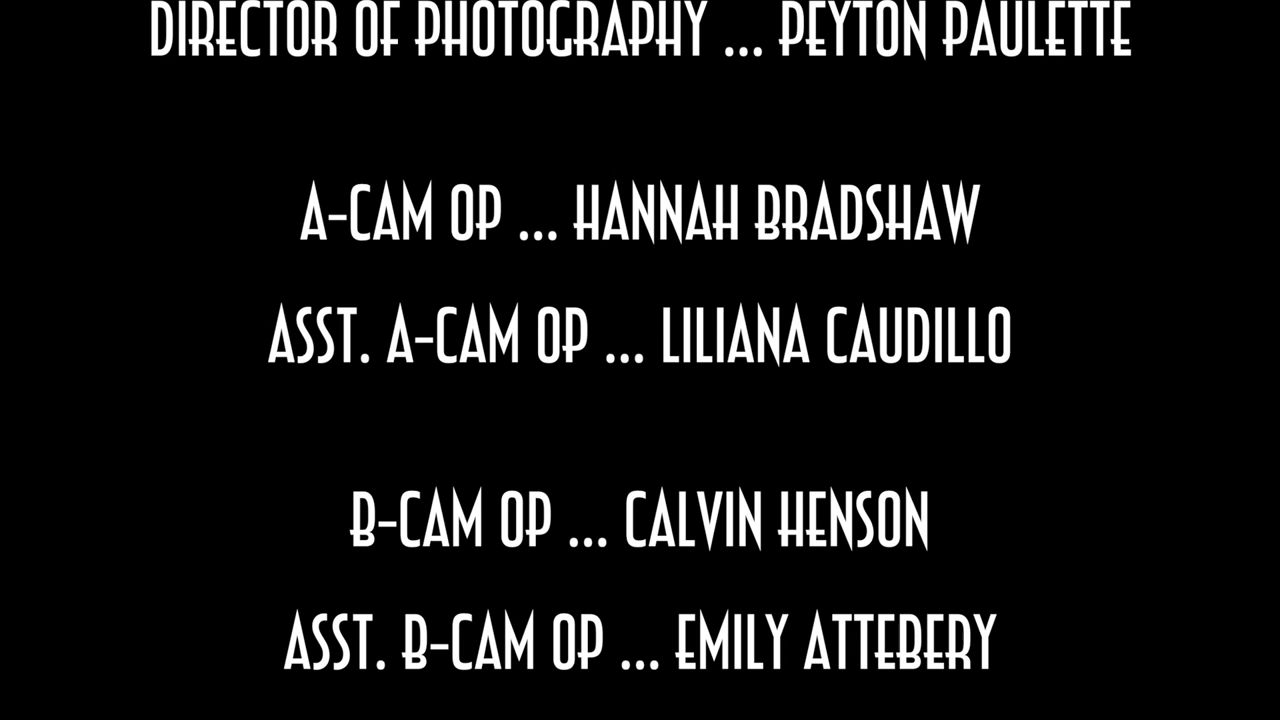 DIRECTOR OF PHOTOGRAPHY ... PEYTON PAULETTE
A-CAM OP ... HANNAH BRADSHAW
ASST. A-CAM OP ... LILIANA CAUDILLO
B-CAM OP ... CALVIN HENSON
ASST. B-CAM OP ... EMILY ATTEBERY